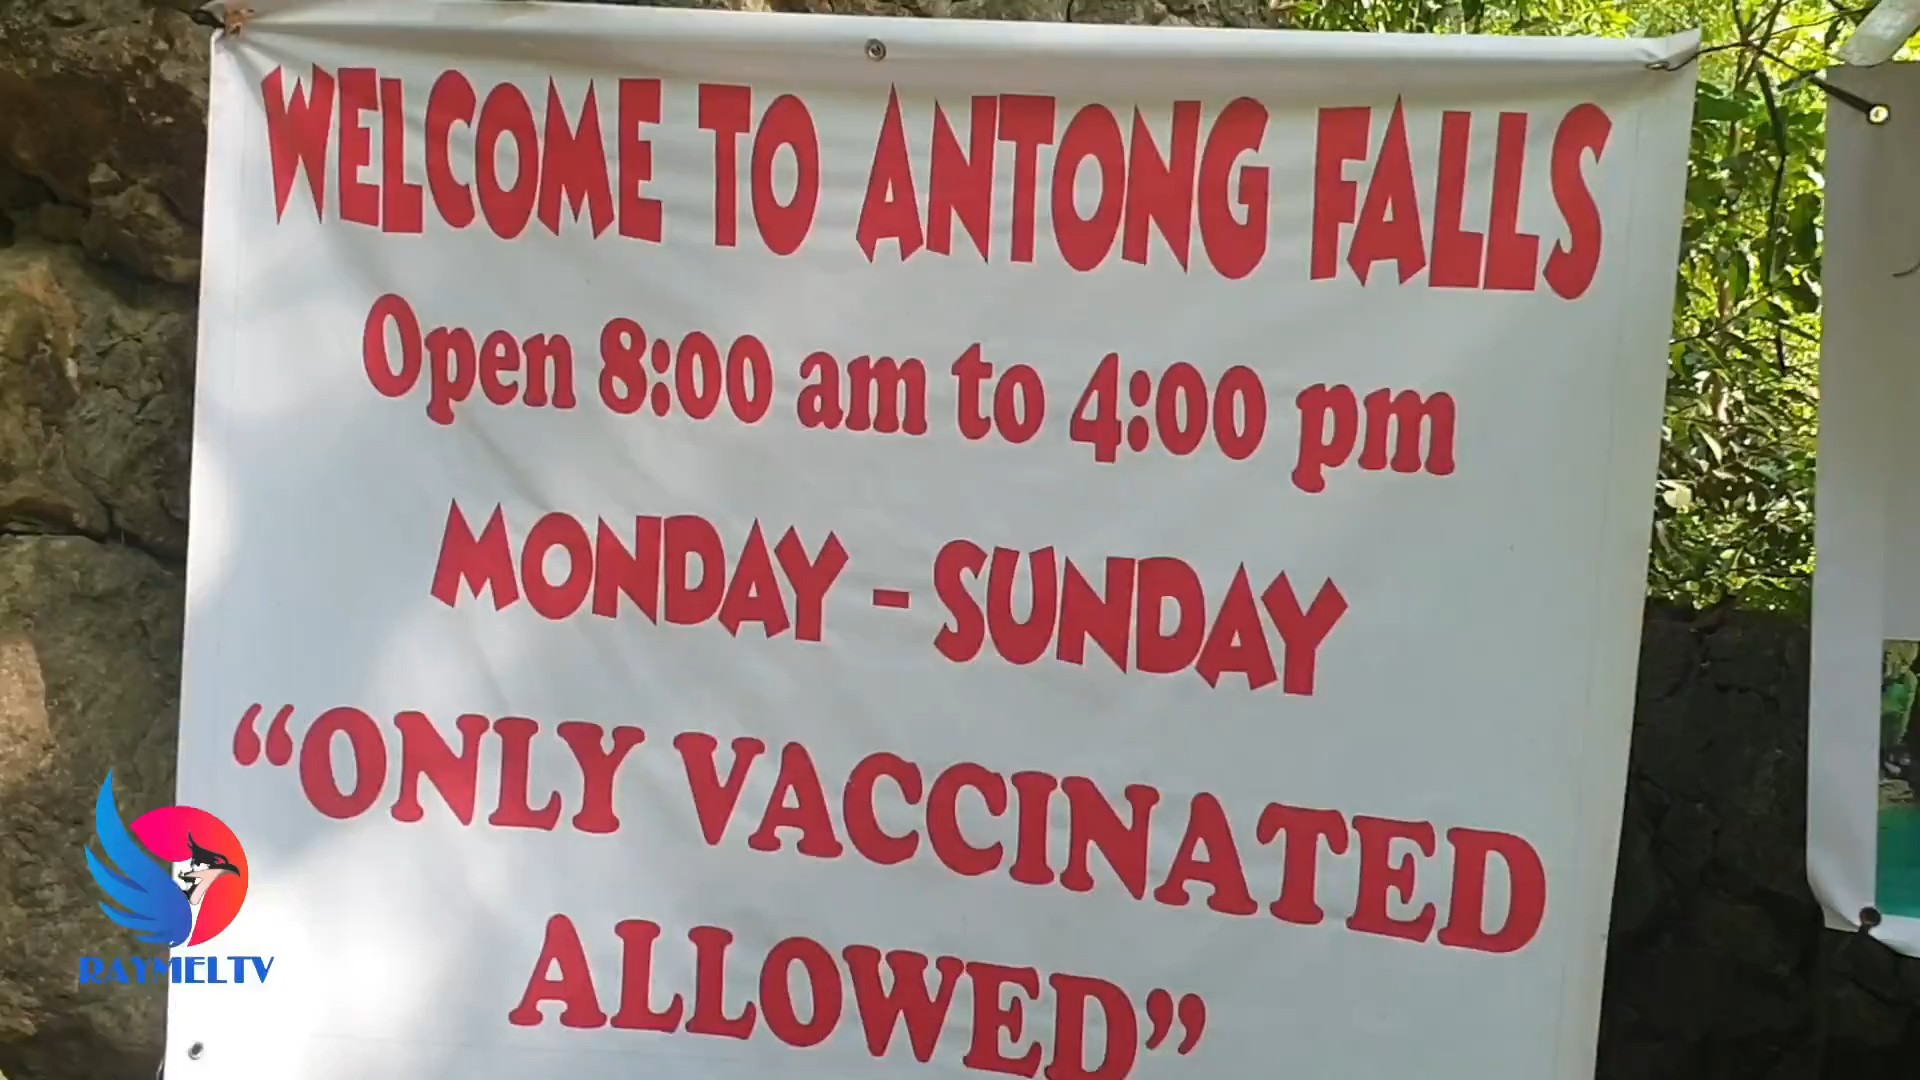 WELCOME TO ANTONG FALLS
Open 8:00 am to 4:00 pm
MONDAY - SUNDAY
“ONLY VACCINATED
ALLOWED”
RAYMELTV